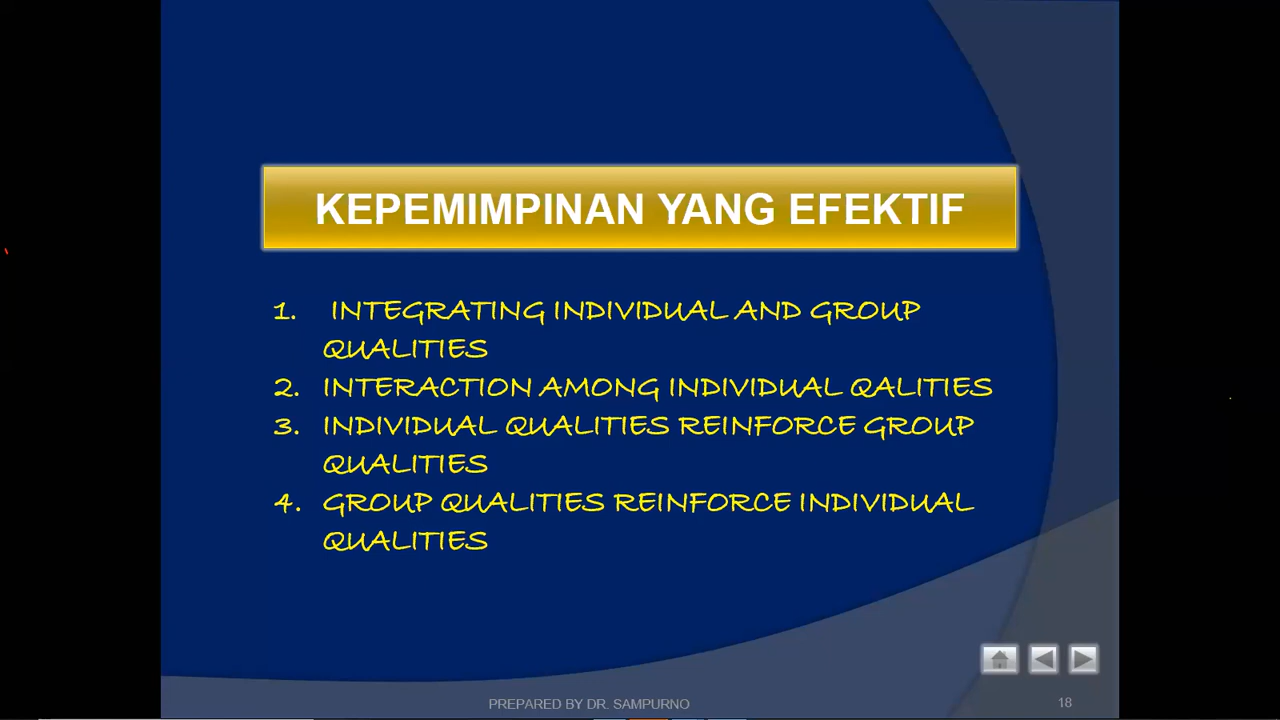 KEPEMIMPINAN YANG EFEKTIF
1. INTEGRATING INDIVIDUAL AND GROUP
QUALITIES
2. INTERACTION AMONG INDIVIDUAL QALITIES
3. INDIVIDUAL QUALITIES REINFORCE GROUP
QUALITIES
4. GROUP QUALITIES REINFORCE INDIVIDUAL
QUALITIES
PREPARED BY DR. SAMPURNO
18